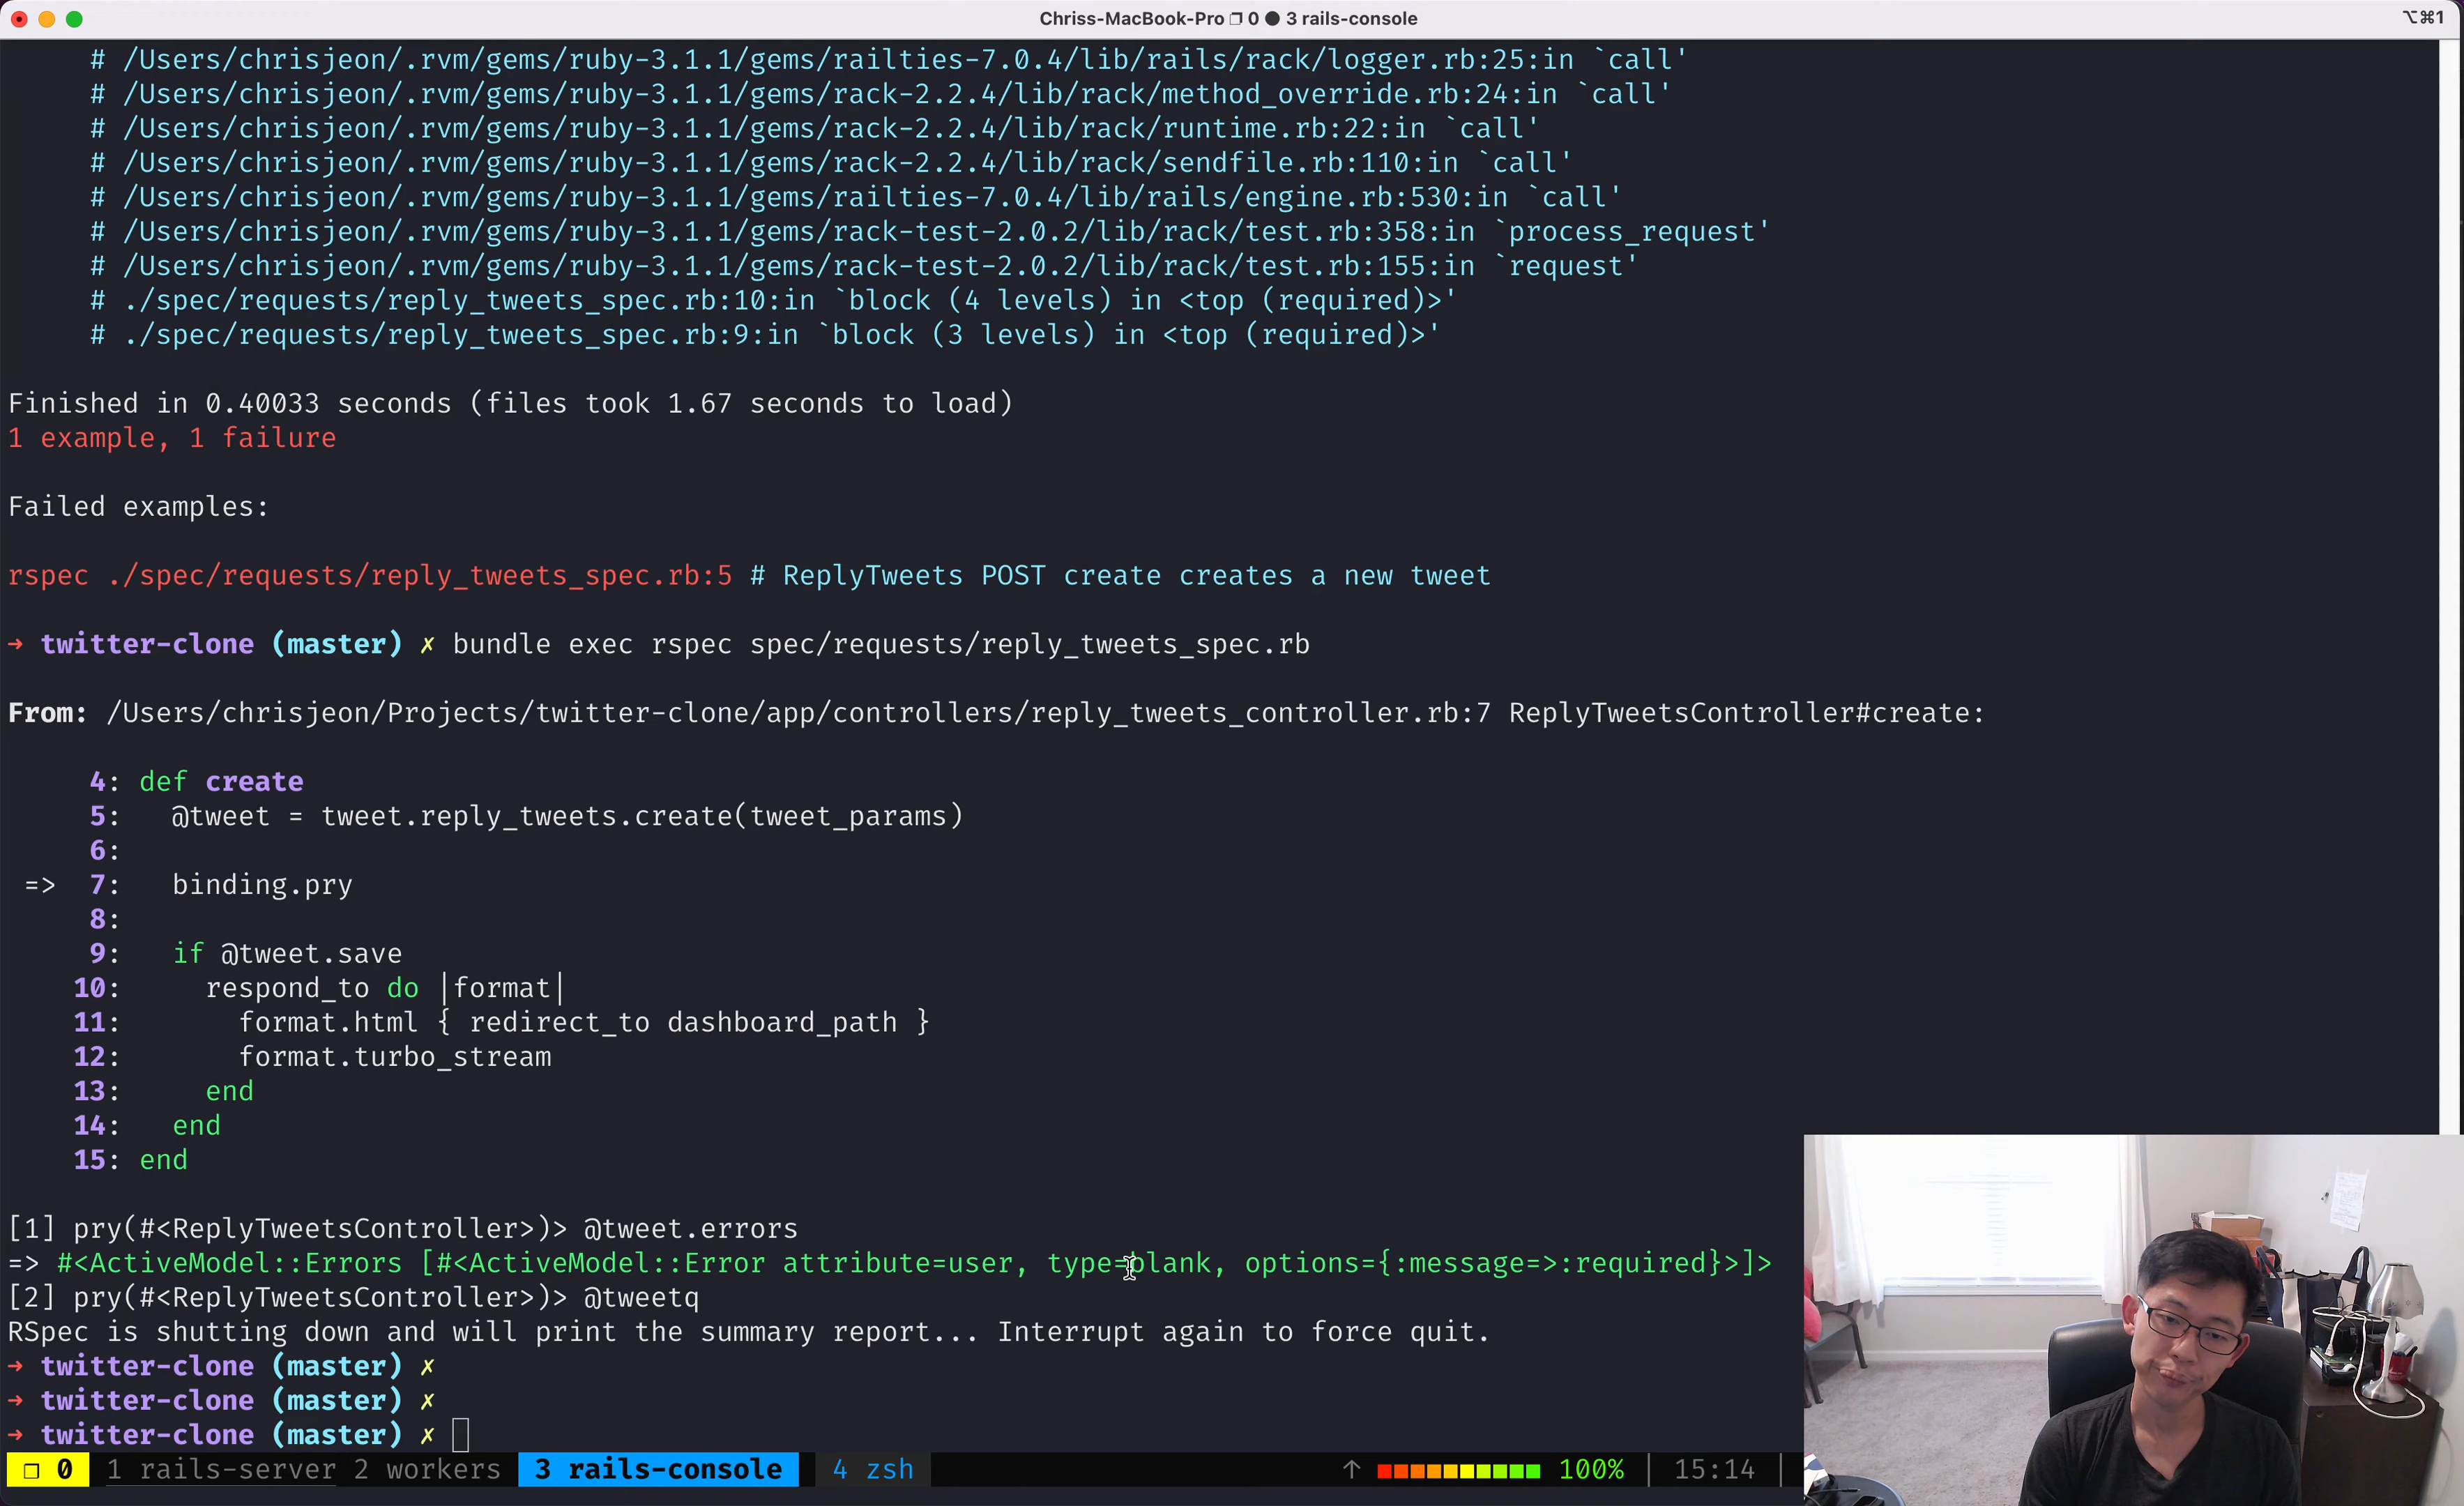 Chriss-MacBook-Pro ❐ 0 ● 3 rails-console
⌥⌘1
# /Users/chrisjeon/.rvm/gems/ruby-3.1.1/gems/railties-7.0.4/lib/rails/rack/logger.rb:25:in `call'
# /Users/chrisjeon/.rvm/gems/ruby-3.1.1/gems/rack-2.2.4/lib/rack/method_override.rb:24:in `call'
# /Users/chrisjeon/.rvm/gems/ruby-3.1.1/gems/rack-2.2.4/lib/rack/runtime.rb:22:in `call'
# /Users/chrisjeon/.rvm/gems/ruby-3.1.1/gems/rack-2.2.4/lib/rack/sendfile.rb:110:in `call'
# /Users/chrisjeon/.rvm/gems/ruby-3.1.1/gems/railties-7.0.4/lib/rails/engine.rb:530:in `call'
# /Users/chrisjeon/.rvm/gems/ruby-3.1.1/gems/rack-test-2.0.2/lib/rack/test.rb:358:in `process_request'
# /Users/chrisjeon/.rvm/gems/ruby-3.1.1/gems/rack-test-2.0.2/lib/rack/test.rb:155:in `request'
# ./spec/requests/reply_tweets_spec.rb:10:in `block (4 levels) in <top (required)>'
# ./spec/requests/reply_tweets_spec.rb:9:in `block (3 levels) in <top (required)>'
Finished in 0.40033 seconds (files took 1.67 seconds to load)
1 example, 1 failure
Failed examples:
rspec ./spec/requests/reply_tweets_spec.rb:5 # ReplyTweets POST create creates a new tweet
→ twitter-clone (master) ✗ bundle exec rspec spec/requests/reply_tweets_spec.rb
From: /Users/chrisjeon/Projects/twitter-clone/app/controllers/reply_tweets_controller.rb:7 ReplyTweetsController#create:
4: def create
5:   @tweet = tweet.reply_tweets.create(tweet_params)
6:
=> 7:   binding.pry
8:
9:   if @tweet.save
10:     respond_to do |format|
11:       format.html { redirect_to dashboard_path }
12:       format.turbo_stream
13:     end
14:   end
15: end
[1] pry(#<ReplyTweetsController>)> @tweet.errors
=> #<ActiveModel::Errors [#<ActiveModel::Error attribute=user, type=blank, options={:message=>:required}>]>
[2] pry(#<ReplyTweetsController>)> @tweetq
RSpec is shutting down and will print the summary report... Interrupt again to force quit.
→ twitter-clone (master) ✗
→ twitter-clone (master) ✗
→ twitter-clone (master) ✗
❐ 0 1 rails-server 2 workers 3 rails-console 4 zsh ↑ 100% | 15:14 |